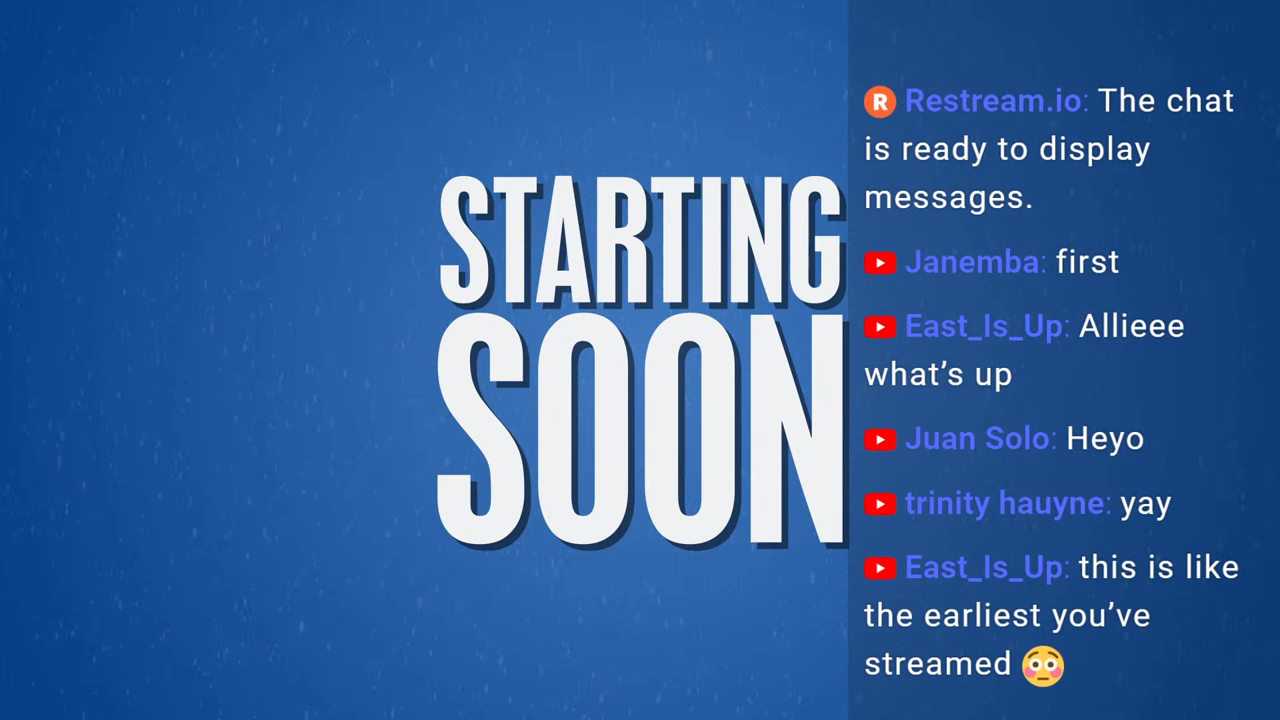 STARTING
SOON
R Restream.io: The chat
is ready to display
messages.
Janemba: first
East_Is_Up: Allieee
what’s up
Juan Solo: Heyo
trinity hauyne: yay
East_Is_Up: this is like
the earliest you’ve
streamed 😳